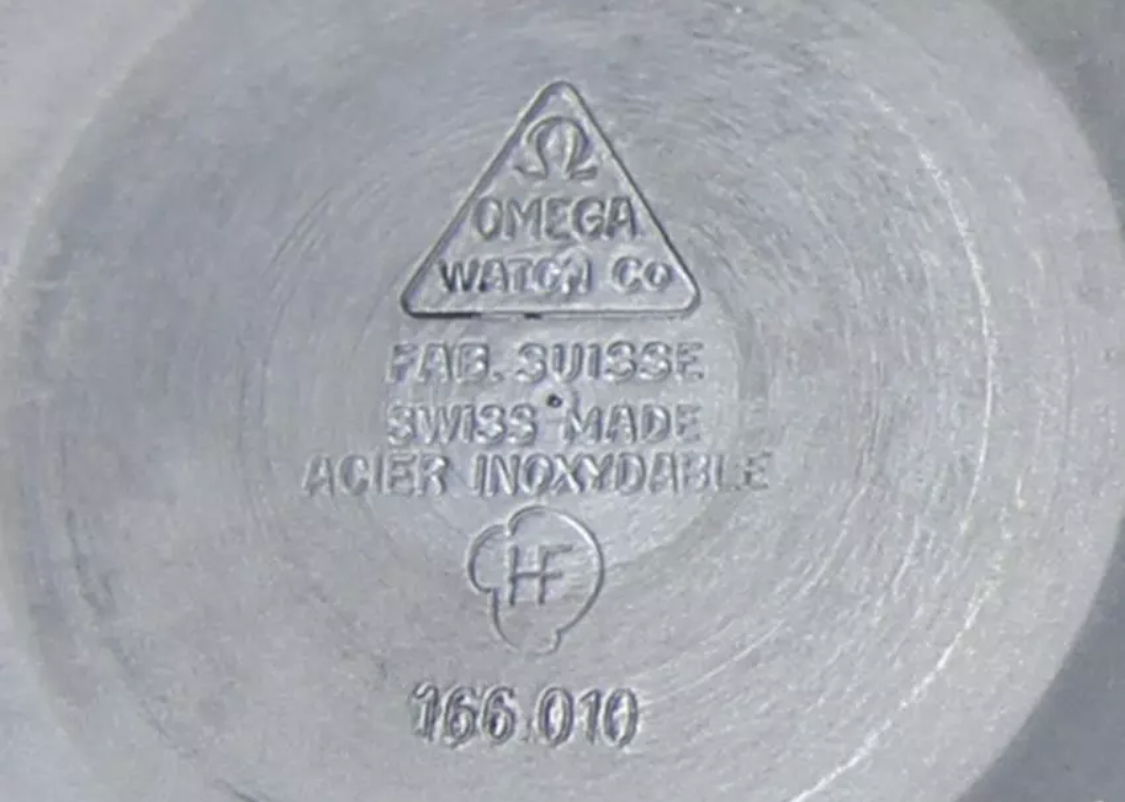 Ω
OMEGA
WATCH Co
FAB. SUISSE
SWISS MADE
ACIER INOXYDABLE
HF
166.010